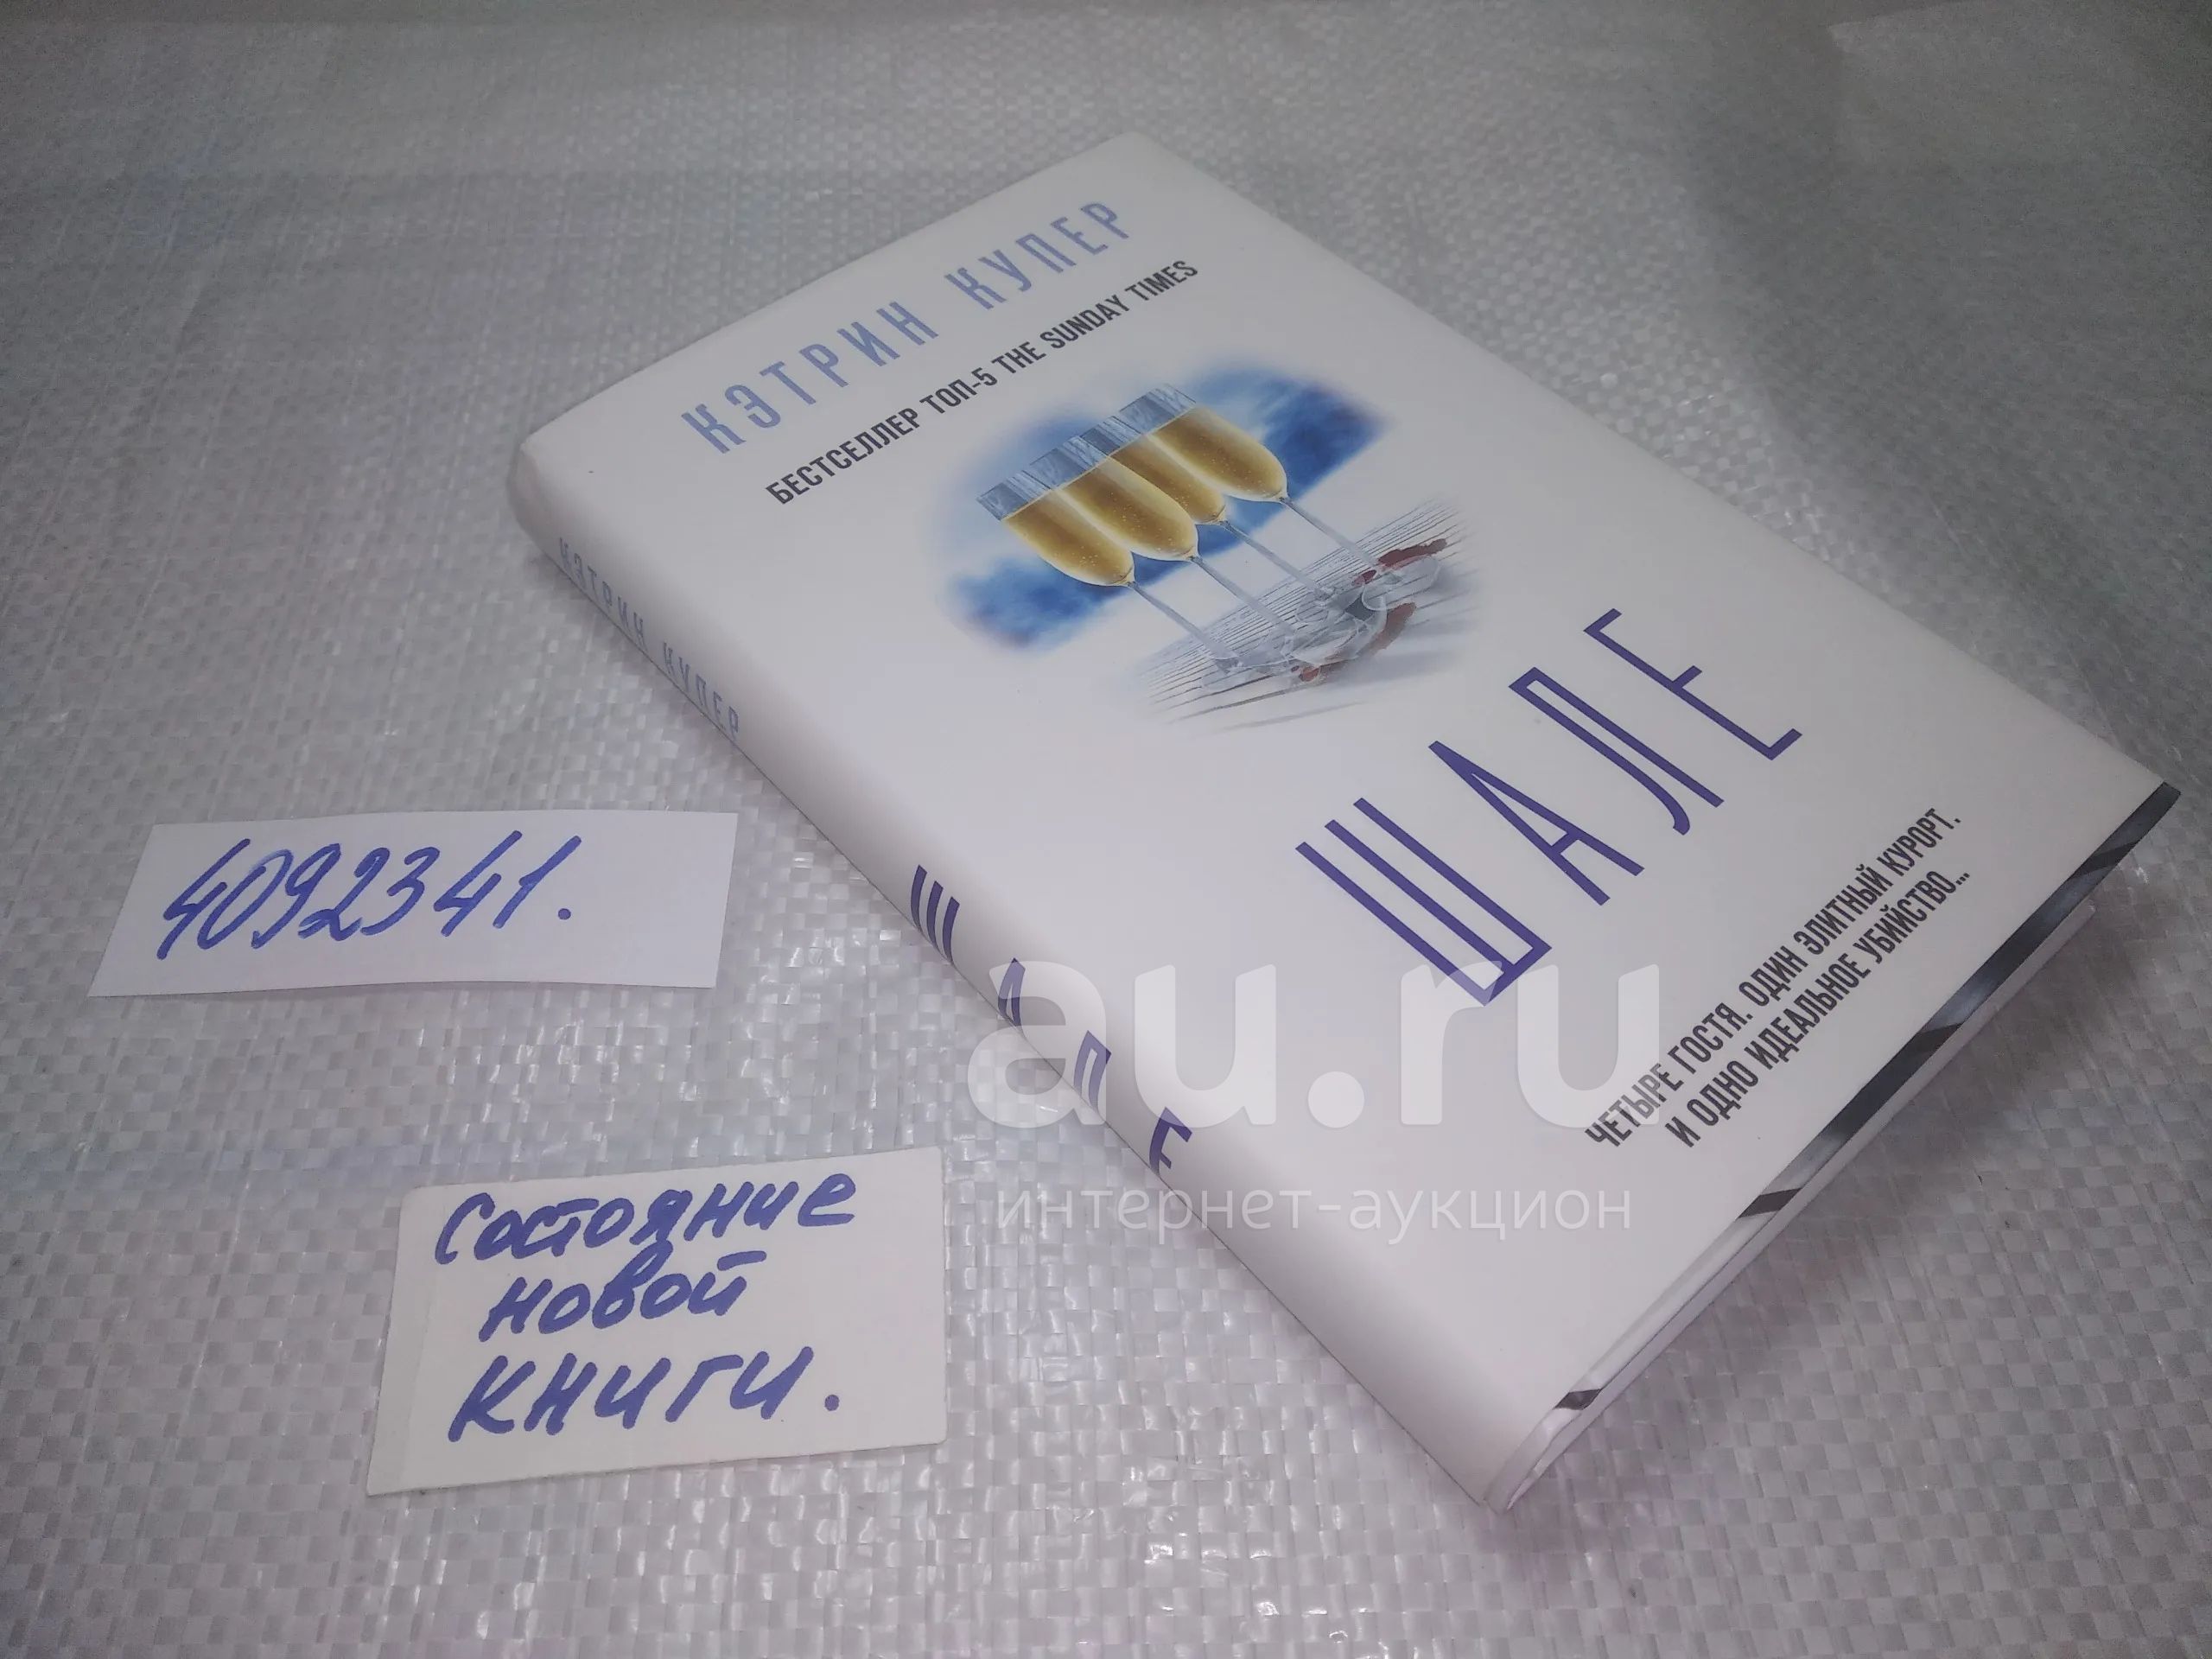 КЭТРИН КУПЕР
БЕСТСЕЛЛЕР ТОП-5 THE SUNDAY TIMES
ШАЛЕ
ЧЕТЫРЕ ГОСТЯ. ОДИН ЭЛИТНЫЙ КУРОРТ.
И ОДНО ИДЕАЛЬНОЕ УБИЙСТВО...
КЭТРИН КУПЕР
ШАЛЕ
4092341.
Состояние
новой
книги.
au.ru
интернет-аукцион